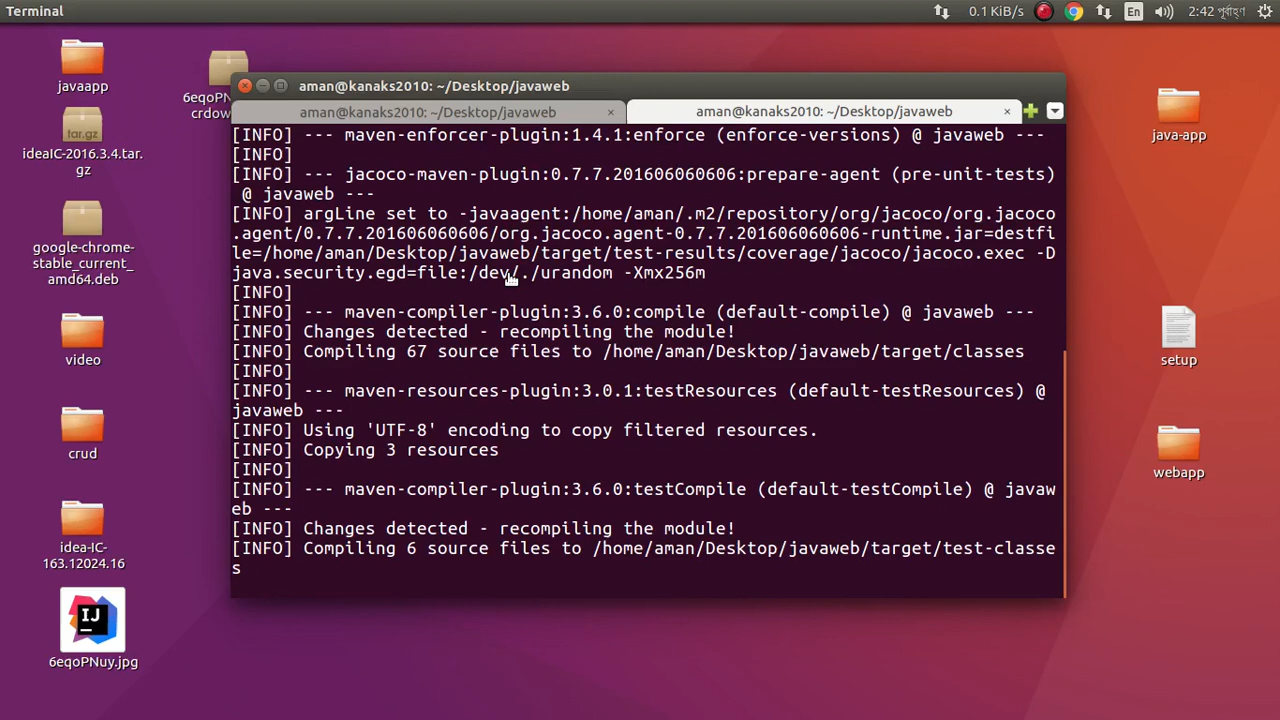 Terminal
0.1 KiB/s
En
2:42 পূর্বাহ্ণ
javaapp
6eqoPN
crdow
tar.gz
ideaIC-2016.3.4.tar.
gz
google-chrome-
stable_current_
amd64.deb
video
crud
idea-IC-
163.12024.16
IJ
6eqoPNuy.jpg
aman@kanaks2010: ~/Desktop/javaweb
aman@kanaks2010: ~/Desktop/javaweb × aman@kanaks2010: ~/Desktop/javaweb ×
[INFO] --- maven-enforcer-plugin:1.4.1:enforce (enforce-versions) @ javaweb ---
[INFO]
[INFO] --- jacoco-maven-plugin:0.7.7.201606060606:prepare-agent (pre-unit-tests)
@ javaweb ---
[INFO] argLine set to -javaagent:/home/aman/.m2/repository/org/jacoco/org.jacoco
.agent/0.7.7.201606060606/org.jacoco.agent-0.7.7.201606060606-runtime.jar=destfi
le=/home/aman/Desktop/javaweb/target/test-results/coverage/jacoco/jacoco.exec -D
java.security.egd=file:/dev/./urandom -Xmx256m
[INFO]
[INFO] --- maven-compiler-plugin:3.6.0:compile (default-compile) @ javaweb ---
[INFO] Changes detected - recompiling the module!
[INFO] Compiling 67 source files to /home/aman/Desktop/javaweb/target/classes
[INFO]
[INFO] --- maven-resources-plugin:3.0.1:testResources (default-testResources) @
javaweb ---
[INFO] Using 'UTF-8' encoding to copy filtered resources.
[INFO] Copying 3 resources
[INFO]
[INFO] --- maven-compiler-plugin:3.6.0:testCompile (default-testCompile) @ javaw
eb ---
[INFO] Changes detected - recompiling the module!
[INFO] Compiling 6 source files to /home/aman/Desktop/javaweb/target/test-classe
s
java-app
setup
webapp